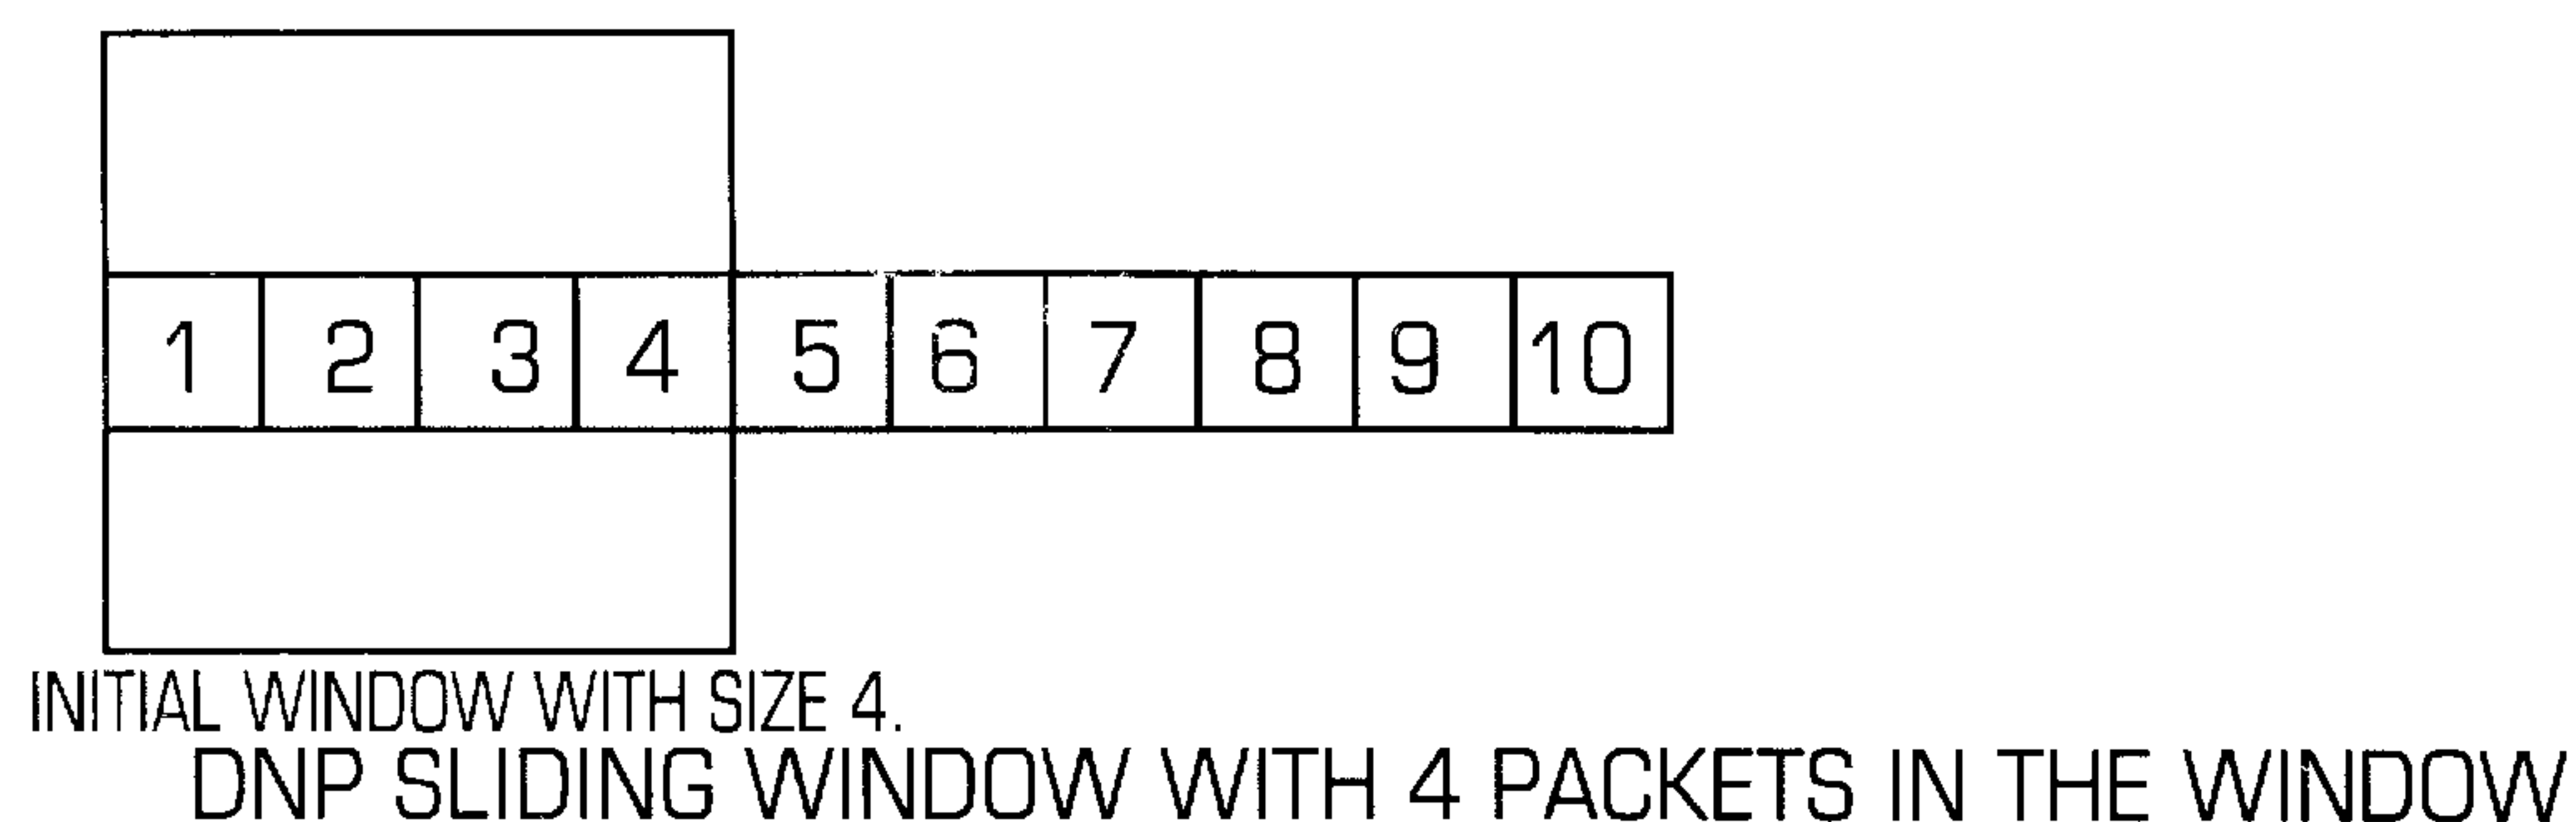 1 2 3 4 5 6 7 8 9 10
INITIAL WINDOW WITH SIZE 4.
DNP SLIDING WINDOW WITH 4 PACKETS IN THE WINDOW